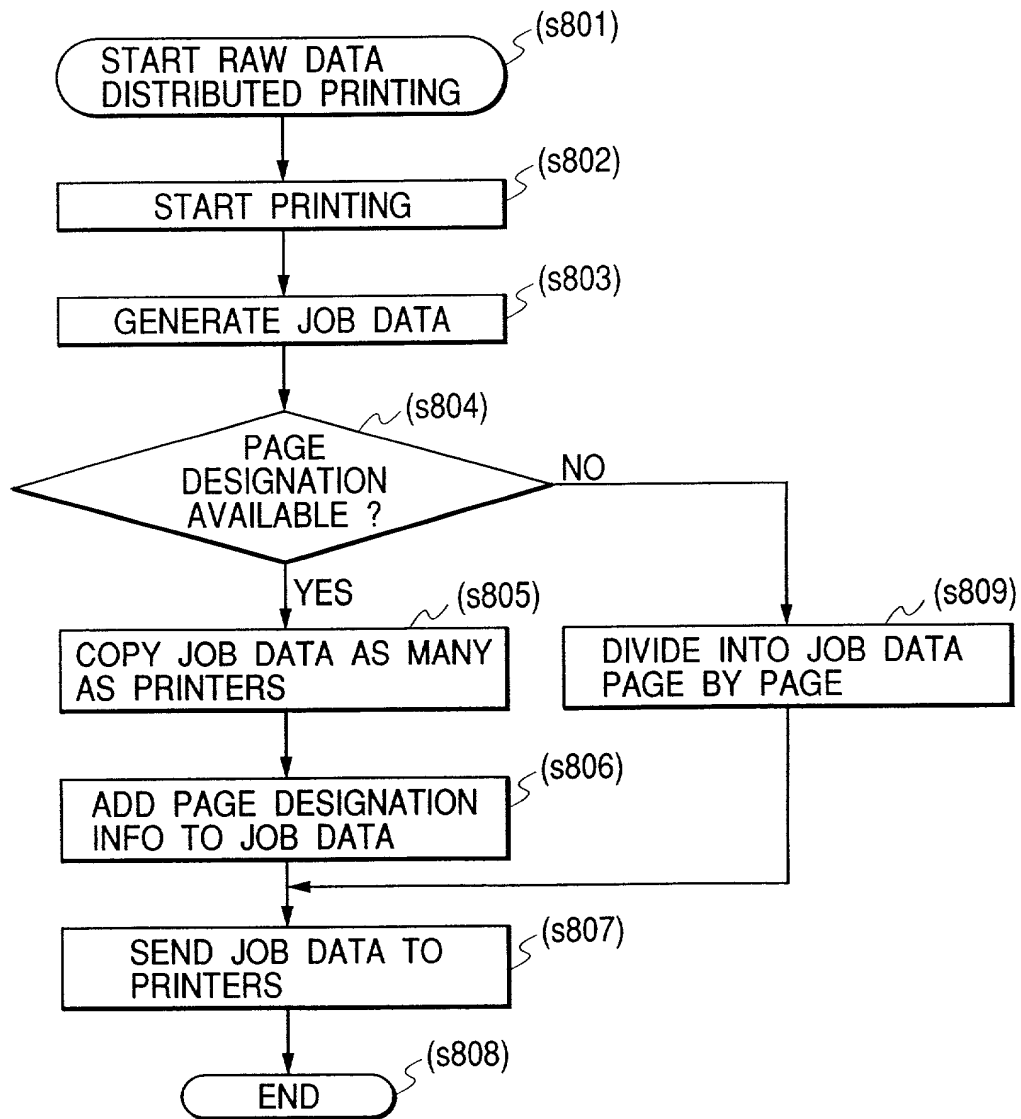 (s801)
START RAW DATA
DISTRIBUTED PRINTING
(s802)
START PRINTING
(s803)
GENERATE JOB DATA
(s804)
PAGE
DESIGNATION
AVAILABLE ?
NO
YES
(s805)
COPY JOB DATA AS MANY
AS PRINTERS
(s809)
DIVIDE INTO JOB DATA
PAGE BY PAGE
(s806)
ADD PAGE DESIGNATION
INFO TO JOB DATA
(s807)
SEND JOB DATA TO
PRINTERS
(s808)
END